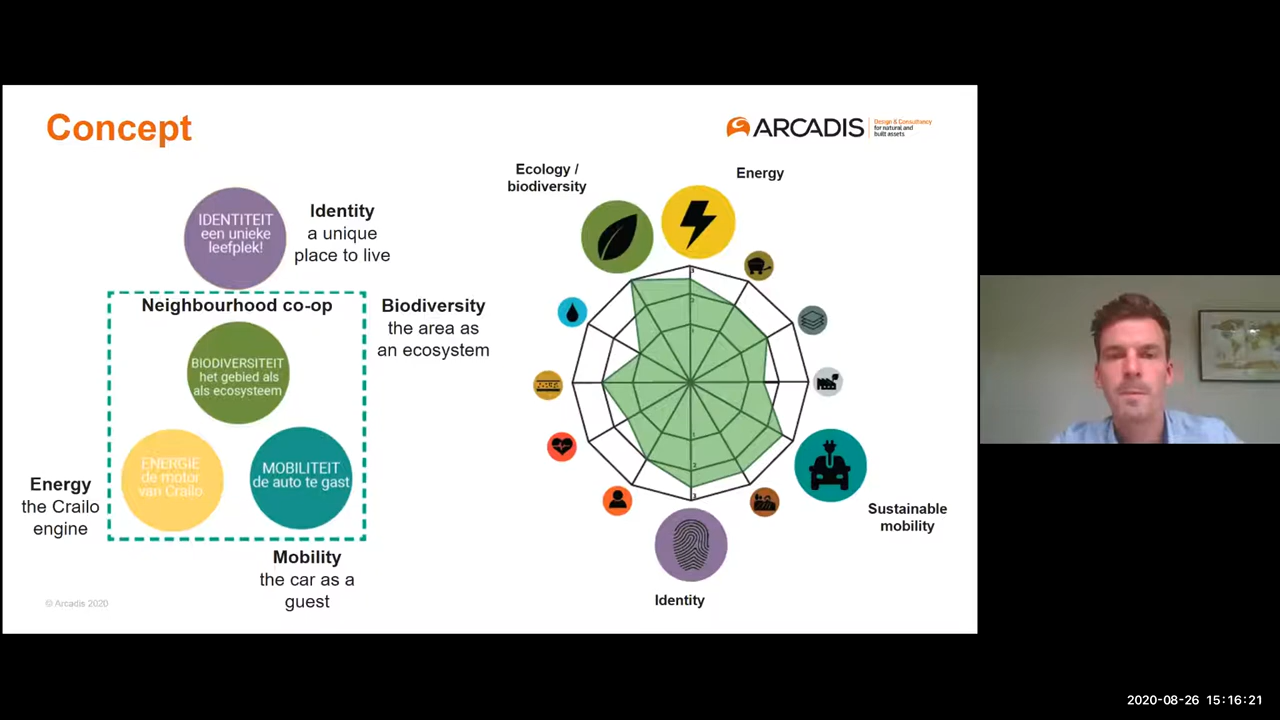 Concept
ARCADIS
Design & Consultancy
for natural and
built assets
IDENTITEIT
een unieke
leefplek!
Identity
a unique
place to live
Neighbourhood co-op
BIODIVERSITEIT
het gebied als
als ecosysteem
Biodiversity
the area as
an ecosystem
ENERGIE
de motor
van Crailo
MOBILITEIT
de auto te gast
Energy
the Crailo
engine
Mobility
the car as a
guest
© Arcadis 2020
Ecology /
biodiversity
Energy
Sustainable
mobility
Identity
2020-08-26 15:16:21